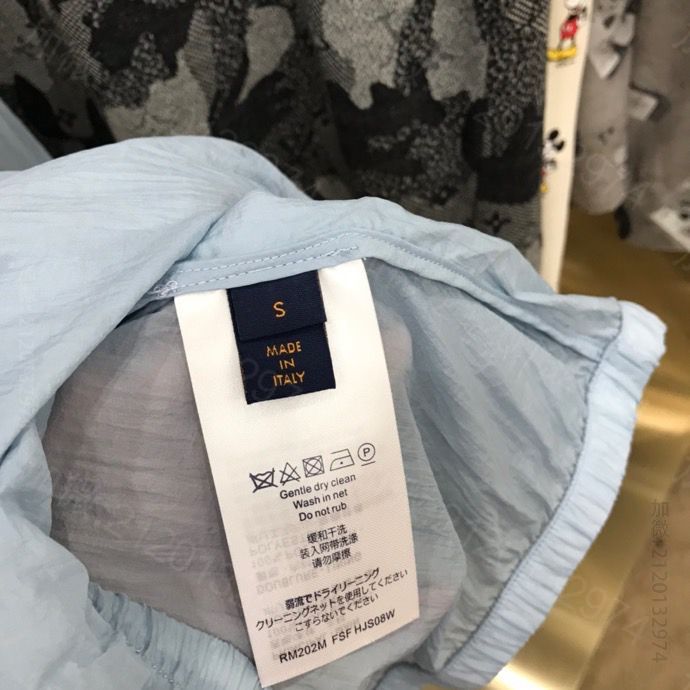 S
MADE
IN
ITALY
Gentle dry clean
Wash in net
Do not rub
缓和干洗
装入网带洗涤
请勿摩擦
弱流でドライリーニング
クリーニングネットを使用してください
こすらないでください
RM202M FSF HJS08W
加微 2120132974